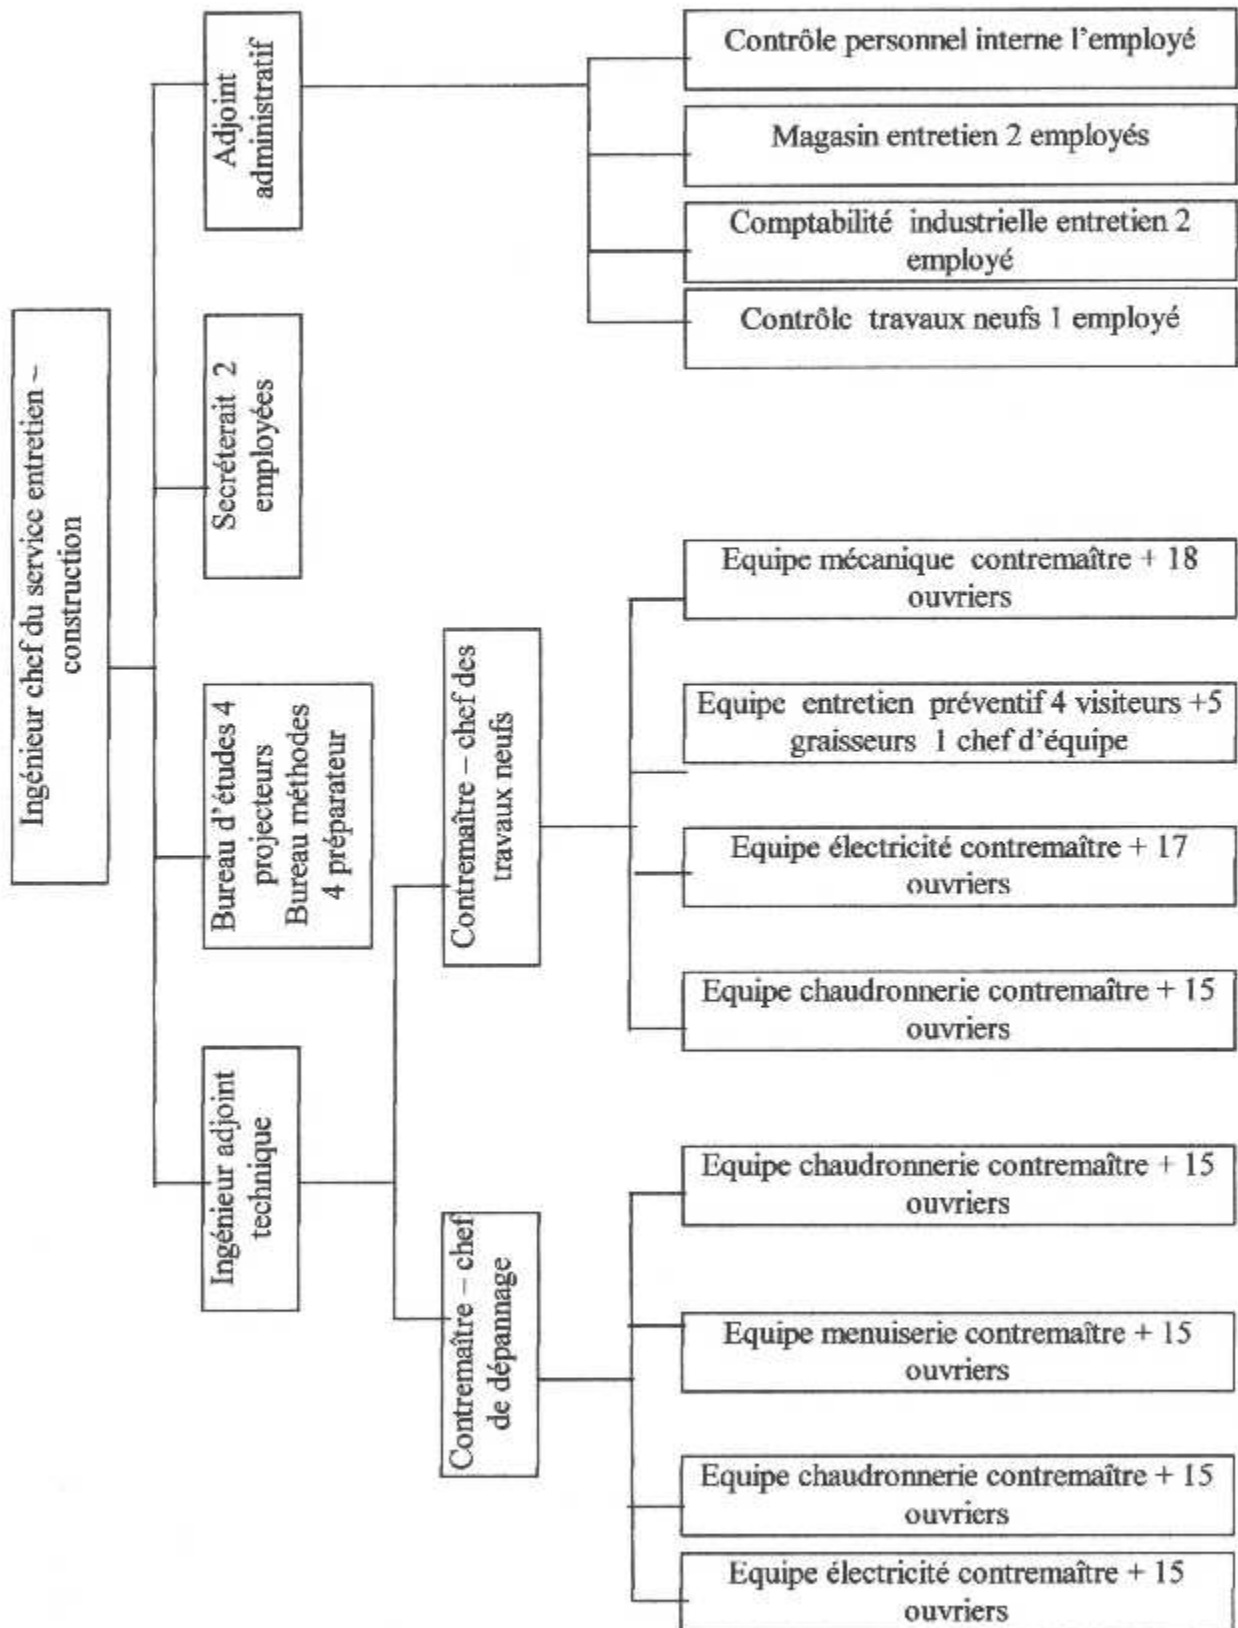 Ingénieur chef du service entretien –
construction
Adjoint
administratif
Secréterait 2
employées
Bureau d'études 4
projecteurs
Bureau méthodes
4 préparateur
Ingénieur adjoint
technique
Contremaître – chef des
travaux neufs
Contremaître – chef
de dépannage
Contrôle personnel interne l'employé
Magasin entretien 2 employés
Comptabilité industrielle entretien 2
employé
Contrôle travaux neufs 1 employé
Equipe mécanique contremaître + 18
ouvriers
Equipe entretien préventif 4 visiteurs +5
graisseurs 1 chef d'équipe
Equipe électricité contremaître + 17
ouvriers
Equipe chaudronnerie contremaître + 15
ouvriers
Equipe chaudronnerie contremaître + 15
ouvriers
Equipe menuiserie contremaître + 15
ouvriers
Equipe chaudronnerie contremaître + 15
ouvriers
Equipe électricité contremaître + 15
ouvriers